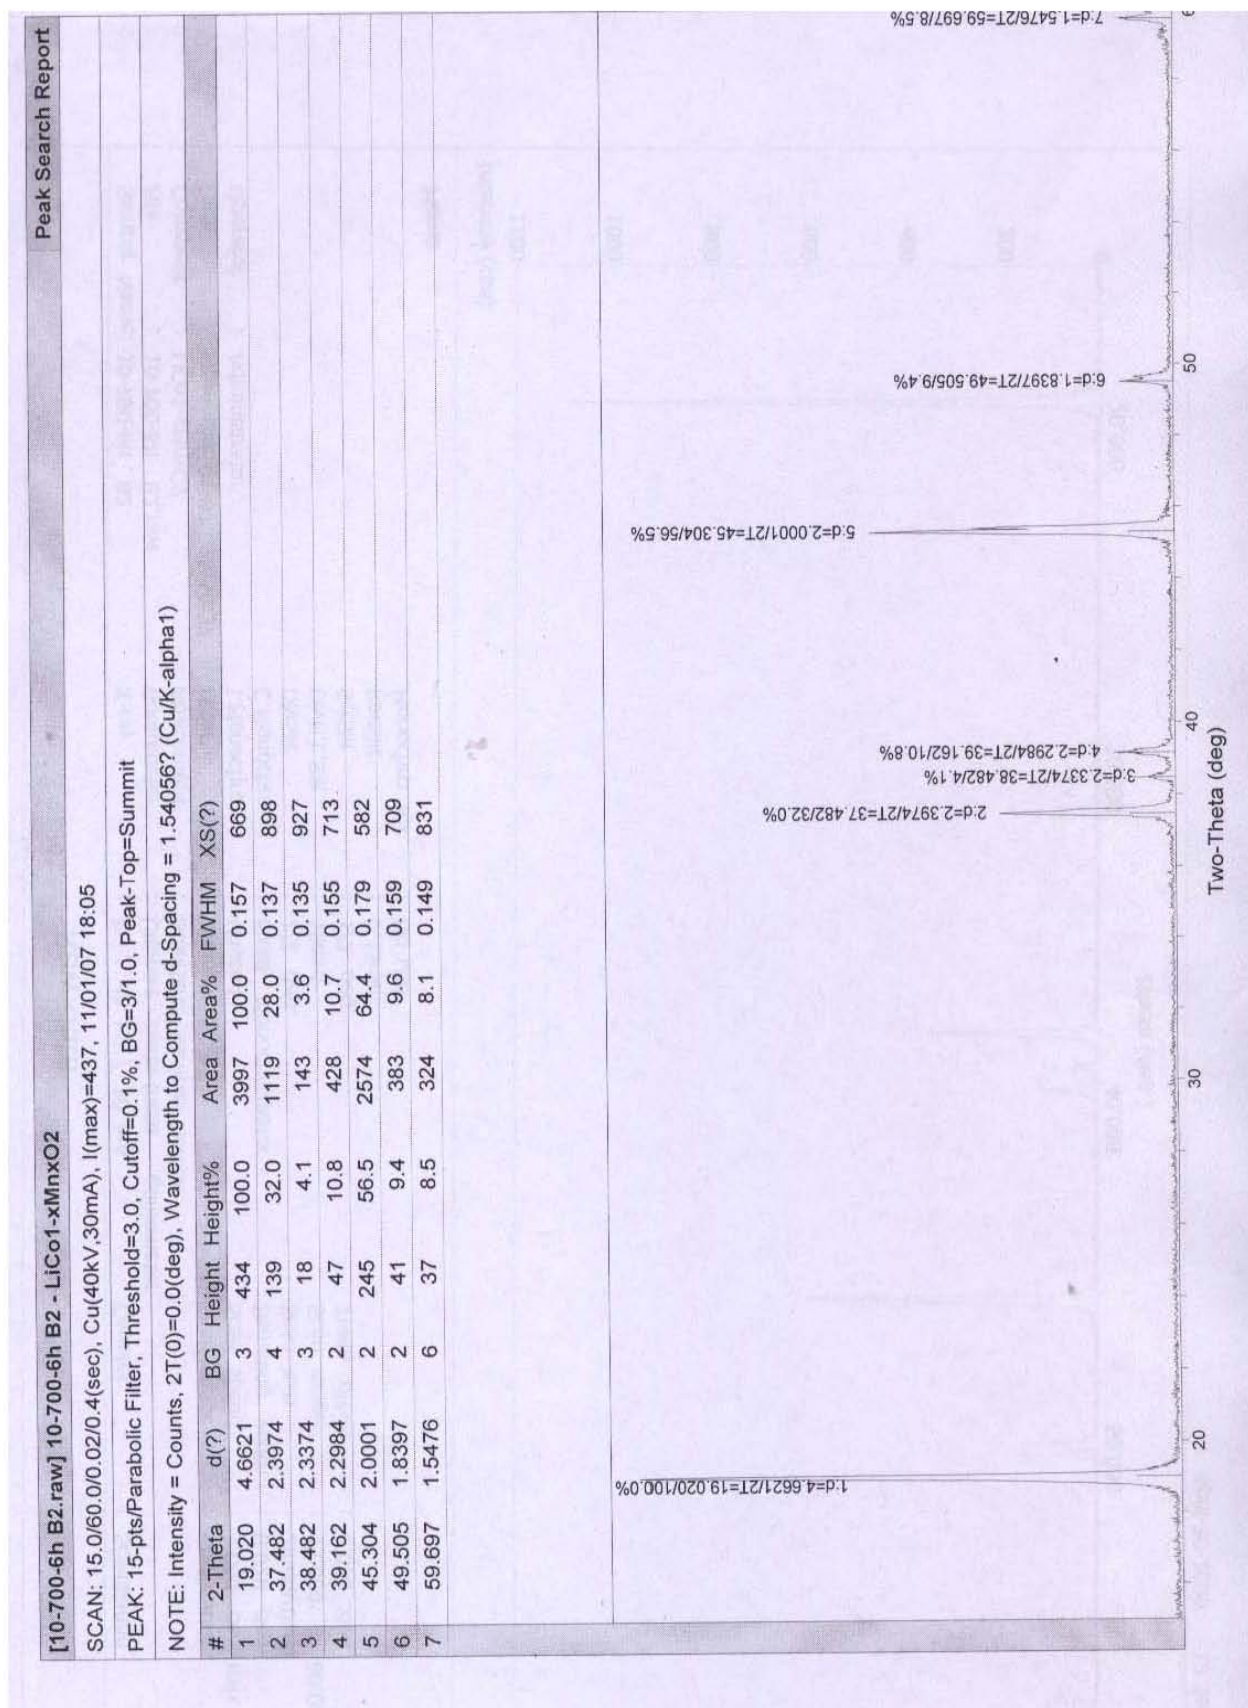 [10-700-6h B2.raw] 10-700-6h B2 - LiCo1-xMnxO2 Peak Search Report
SCAN: 15.0/60.0/0.02/0.4(sec), Cu(40kV,30mA), I(max)=437, 11/01/07 18:05
PEAK: 15-pts/Parabolic Filter, Threshold=3.0, Cutoff=0.1%, BG=3/1.0, Peak-Top=Summit
NOTE: Intensity = Counts, 2T(0)=0.0(deg), Wavelength to Compute d-Spacing = 1.54056? (Cu/K-alpha1)
# 2-Theta d(?) BG Height Height% Area Area% FWHM XS(?)
1 19.020 4.6621 3 434 100.0 3997 100.0 0.157 669
2 37.482 2.3974 4 139 32.0 1119 28.0 0.137 898
3 38.482 2.3374 3 18 4.1 143 3.6 0.135 927
4 39.162 2.2984 2 47 10.8 428 10.7 0.155 713
5 45.304 2.0001 2 245 56.5 2574 64.4 0.179 582
6 49.505 1.8397 2 41 9.4 383 9.6 0.159 709
7 59.697 1.5476 6 37 8.5 324 8.1 0.149 831
1:d=4.6621/2T=19.020/100.0%
2:d=2.3974/2T=37.482/32.0%
3:d=2.3374/2T=38.482/4.1%
4:d=2.2984/2T=39.162/10.8%
5:d=2.0001/2T=45.304/56.5%
6:d=1.8397/2T=49.505/9.4%
7:d=1.5476/2T=59.697/8.5%
20 30 40 50
Two-Theta (deg)